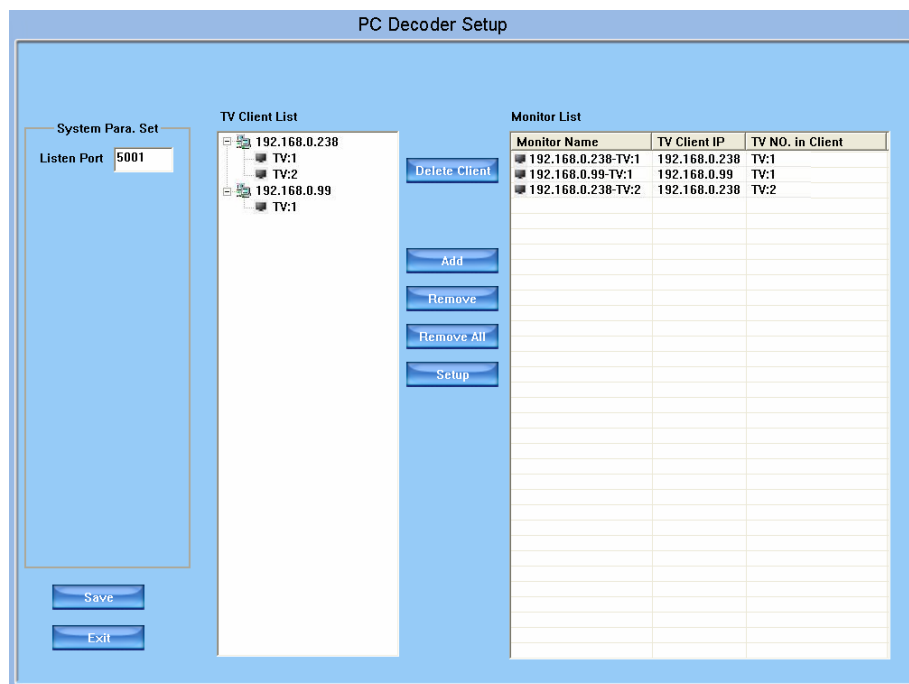 PC Decoder Setup
System Para. Set
Listen Port 5001
TV Client List
192.168.0.238
TV:1
TV:2
192.168.0.99
TV:1
Delete Client
Add
Remove
Remove All
Setup
Monitor List
Monitor Name TV Client IP TV NO. in Client
192.168.0.238-TV:1 192.168.0.238 TV:1
192.168.0.99-TV:1 192.168.0.99 TV:1
192.168.0.238-TV:2 192.168.0.238 TV:2
Save
Exit